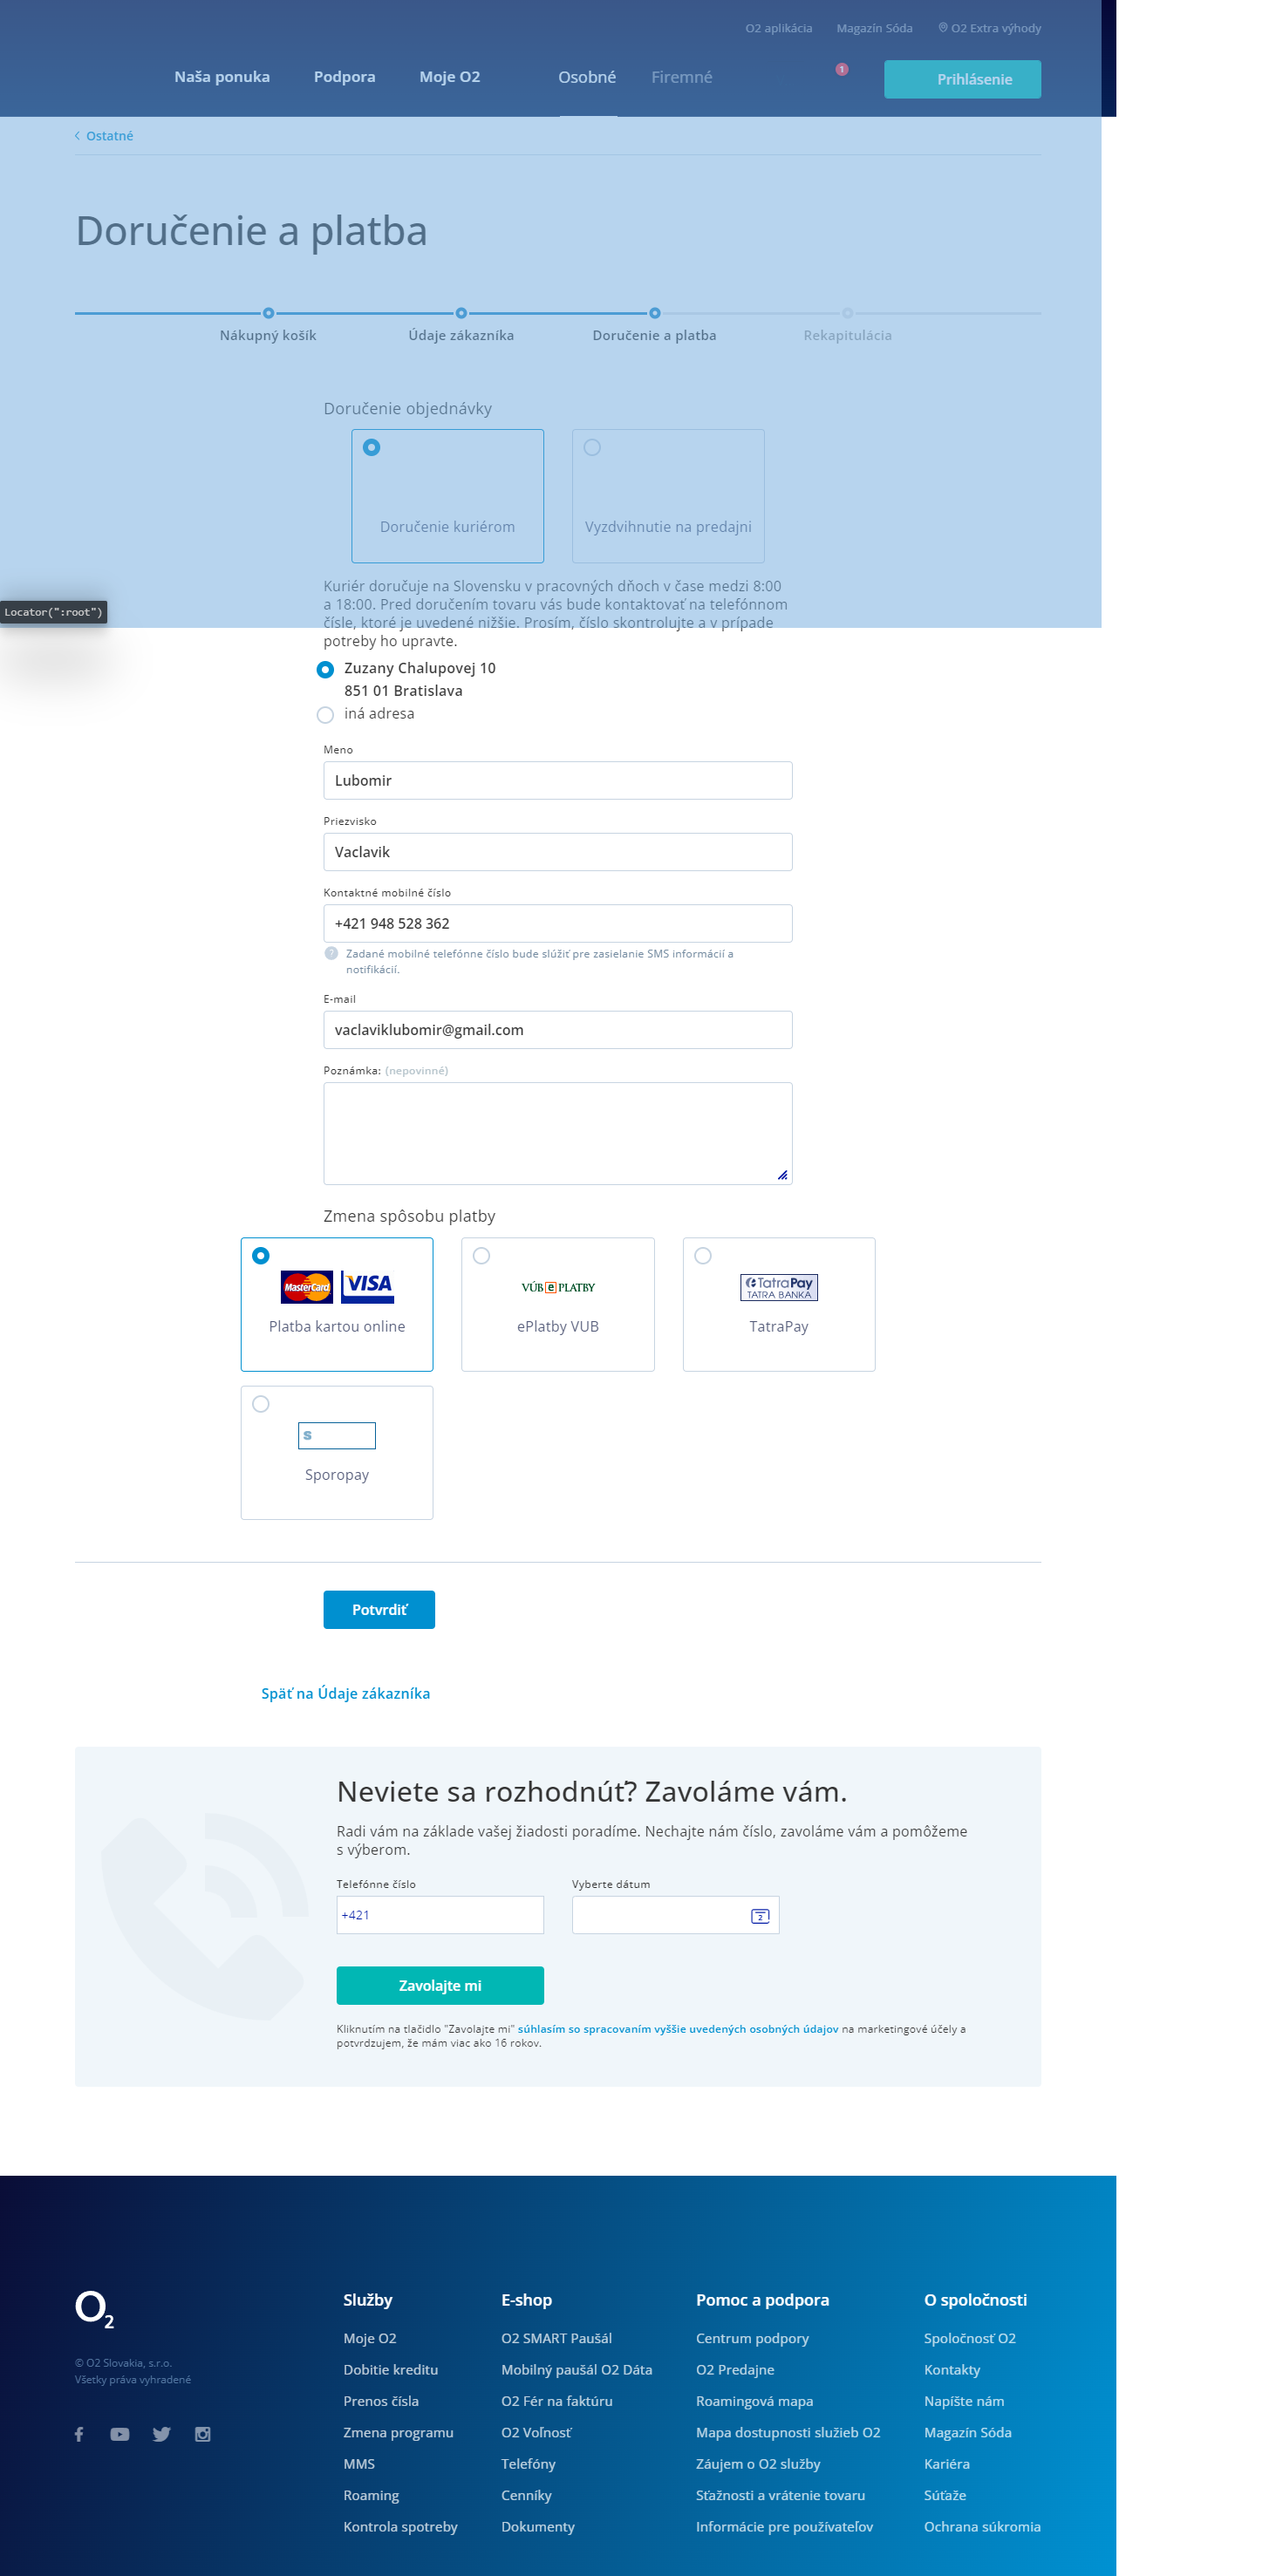 O2 aplikácia Magazín Sóda O2 Extra výhody
Naša ponuka Podpora Moje O2 Osobné Firemné 1 Prihlásenie
Ostatné
Doručenie a platba
Nákupný košík Údaje zákazníka Doručenie a platba Rekapitulácia
Doručenie objednávky
Doručenie kuriérom Vyzdvihnutie na predajni
Kuriér doručuje na Slovensku v pracovných dňoch v čase medzi 8:00
a 18:00. Pred doručením tovaru vás bude kontaktovať na telefónnom
Locator(":root")
čísle, ktoré je uvedené nižšie. Prosím, číslo skontrolujte a v prípade
potreby ho upravte.
Zuzany Chalupovej 10
851 01 Bratislava
iná adresa
Meno
Lubomir
Priezvisko
Vaclavik
Kontaktné mobilné číslo
+421 948 528 362
? Zadané mobilné telefónne číslo bude slúžiť pre zasielanie SMS informácií a
notifikácií.
E-mail
vaclaviklubomir@gmail.com
Poznámka: (nepovinné)
Zmena spôsobu platby
MasterCard VISA VÚB e PLATBY TatraPay
TATRA BANKA
Platba kartou online ePlatby VUB TatraPay
S
Sporopay
Potvrdiť
Späť na Údaje zákazníka
Neviete sa rozhodnúť? Zavoláme vám.
Radi vám na základe vašej žiadosti poradíme. Nechajte nám číslo, zavoláme vám a pomôžeme
s výberom.
Telefónne číslo Vyberte dátum
+421 2
Zavolajte mi
Kliknutím na tlačidlo "Zavolajte mi" súhlasím so spracovaním vyššie uvedených osobných údajov na marketingové účely a
potvrdzujem, že mám viac ako 16 rokov.
O2
© O2 Slovakia, s.r.o.
Všetky práva vyhradené
Služby
Moje O2
Dobitie kreditu
Prenos čísla
Zmena programu
MMS
Roaming
Kontrola spotreby
E-shop
O2 SMART Paušál
Mobilný paušál O2 Dáta
O2 Fér na faktúru
O2 Voľnosť
Telefóny
Cenníky
Dokumenty
Pomoc a podpora
Centrum podpory
O2 Predajne
Roamingová mapa
Mapa dostupnosti služieb O2
Záujem o O2 služby
Sťažnosti a vrátenie tovaru
Informácie pre používateľov
O spoločnosti
Spoločnosť O2
Kontakty
Napíšte nám
Magazín Sóda
Kariéra
Súťaže
Ochrana súkromia